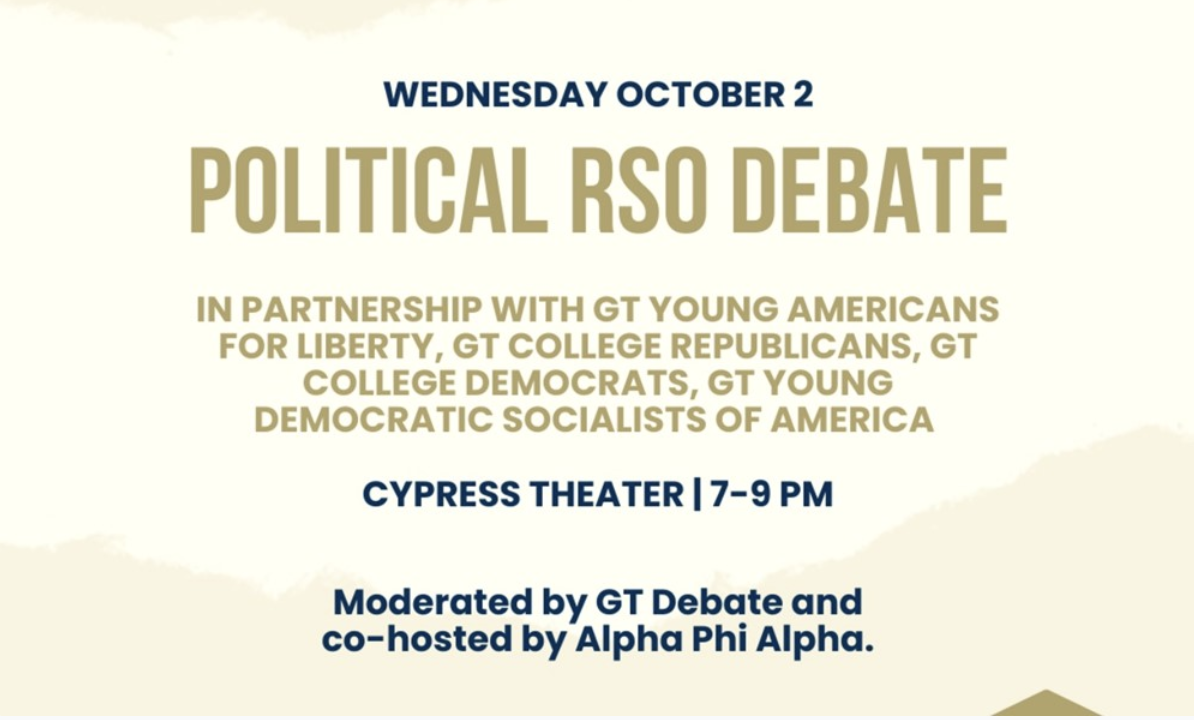 WEDNESDAY OCTOBER 2
POLITICAL RSO DEBATE
IN PARTNERSHIP WITH GT YOUNG AMERICANS
FOR LIBERTY, GT COLLEGE REPUBLICANS, GT
COLLEGE DEMOCRATS, GT YOUNG
DEMOCRATIC SOCIALISTS OF AMERICA
CYPRESS THEATER | 7-9 PM
Moderated by GT Debate and
co-hosted by Alpha Phi Alpha.